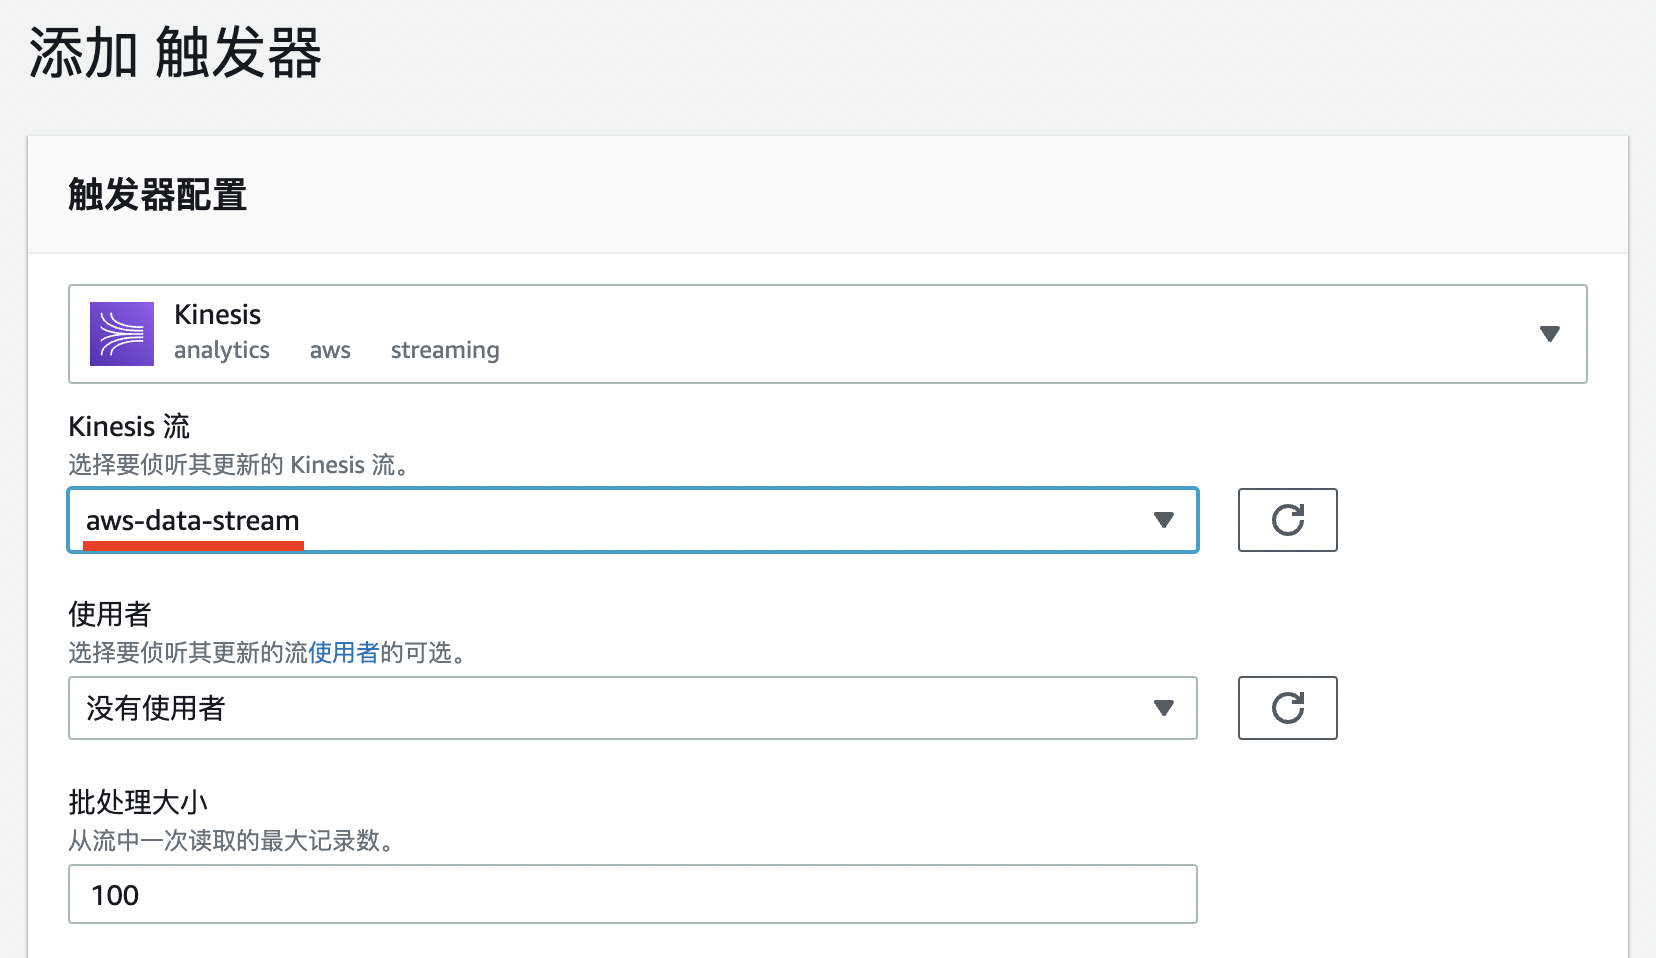 添加 触发器
触发器配置
Kinesis
analytics aws streaming
Kinesis 流
选择要侦听其更新的 Kinesis 流。
aws-data-stream
使用者
选择要侦听其更新的流使用者的可选。
没有使用者
批处理大小
从流中一次读取的最大记录数。
100